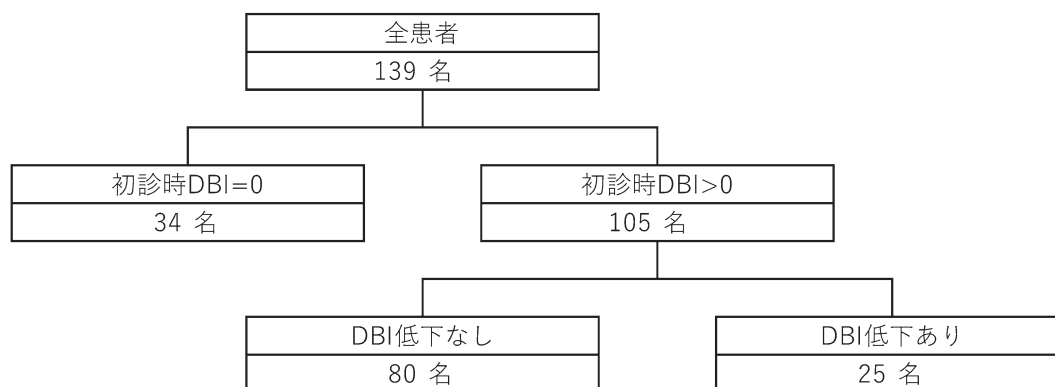 全患者
139 名
初診時DBI=0
34 名
初診時DBI>0
105 名
DBI低下なし
80 名
DBI低下あり
25 名